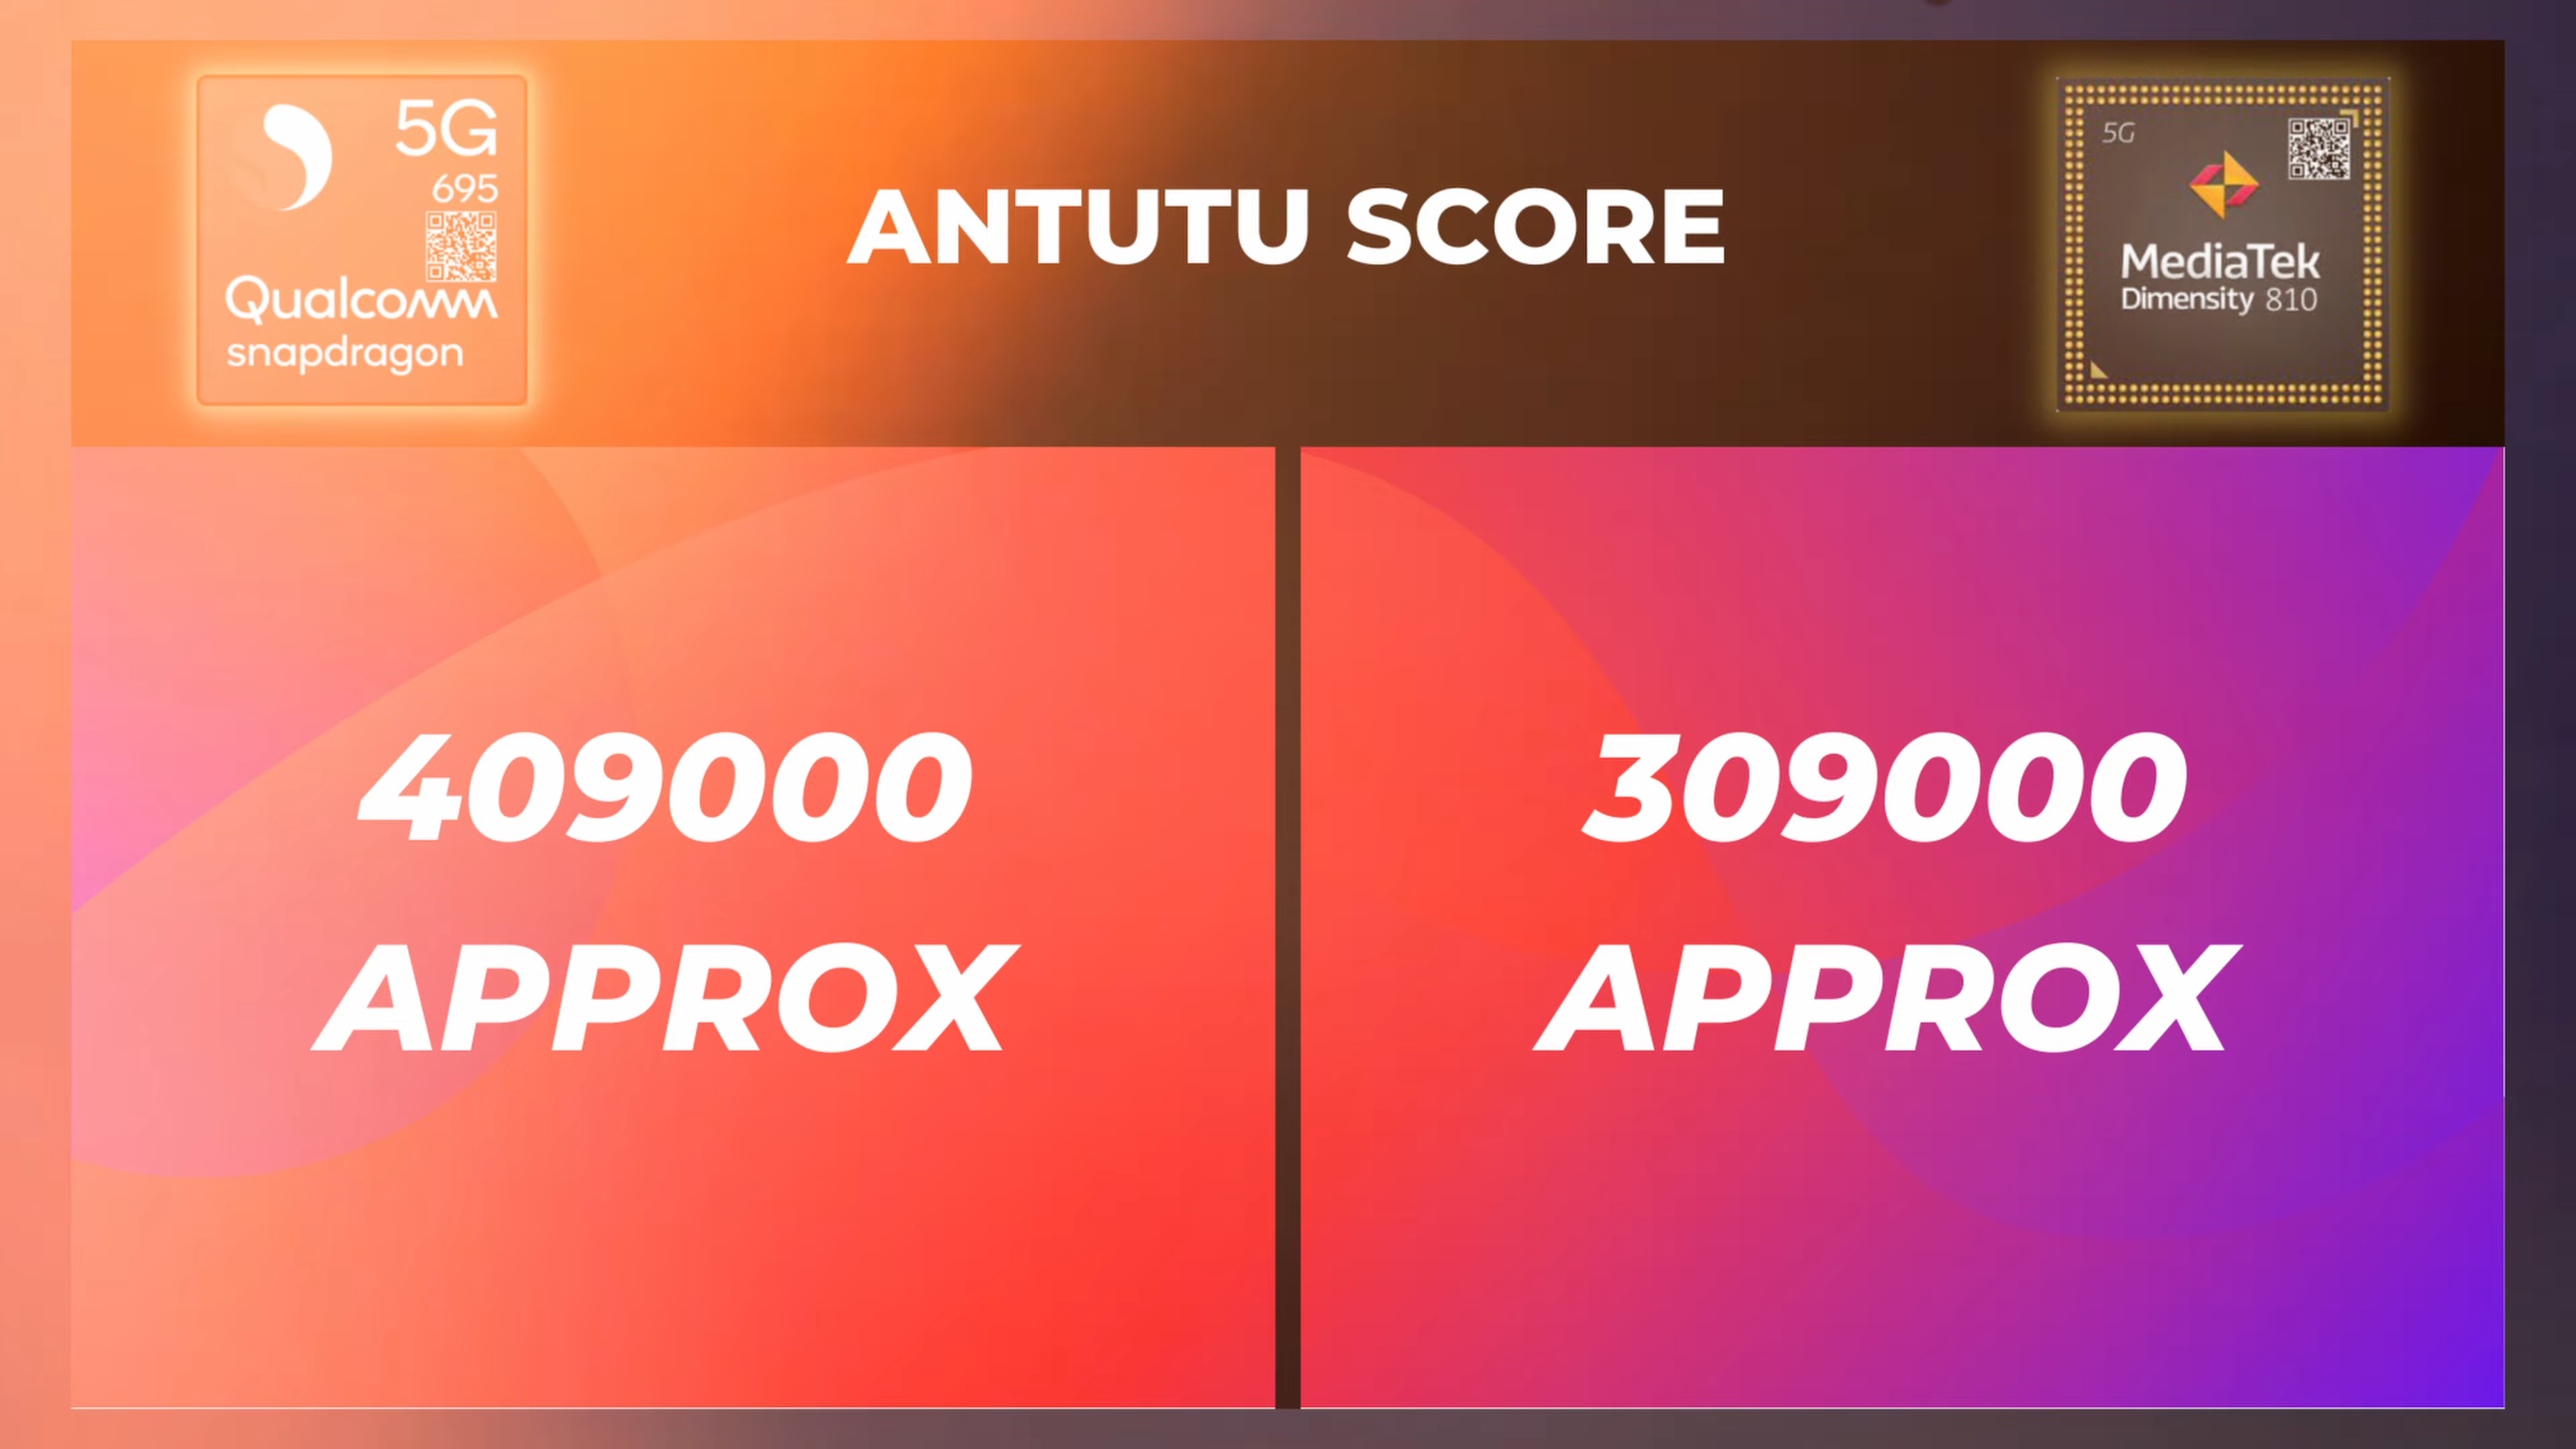 5G
695
Qualcomm
snapdragon
ANTUTU SCORE
5G
MediaTek
Dimensity 810
409000
APPROX
309000
APPROX